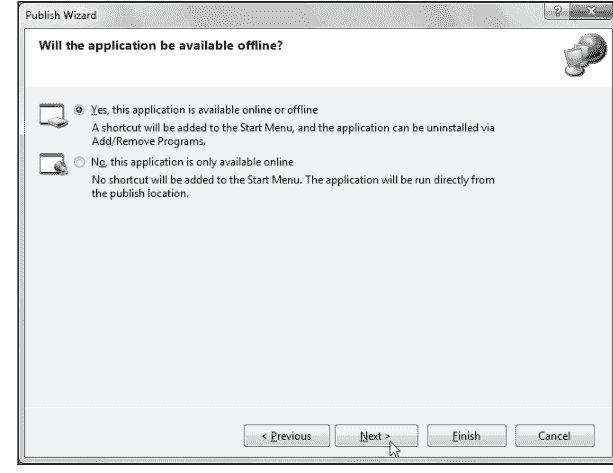 Publish Wizard
Will the application be available offline?
Yes, this application is available online or offline
A shortcut will be added to the Start Menu, and the application can be uninstalled via
Add/Remove Programs.
No, this application is only available online
No shortcut will be added to the Start Menu. The application will be run directly from
the publish location.
< Previous
Next >
Finish
Cancel